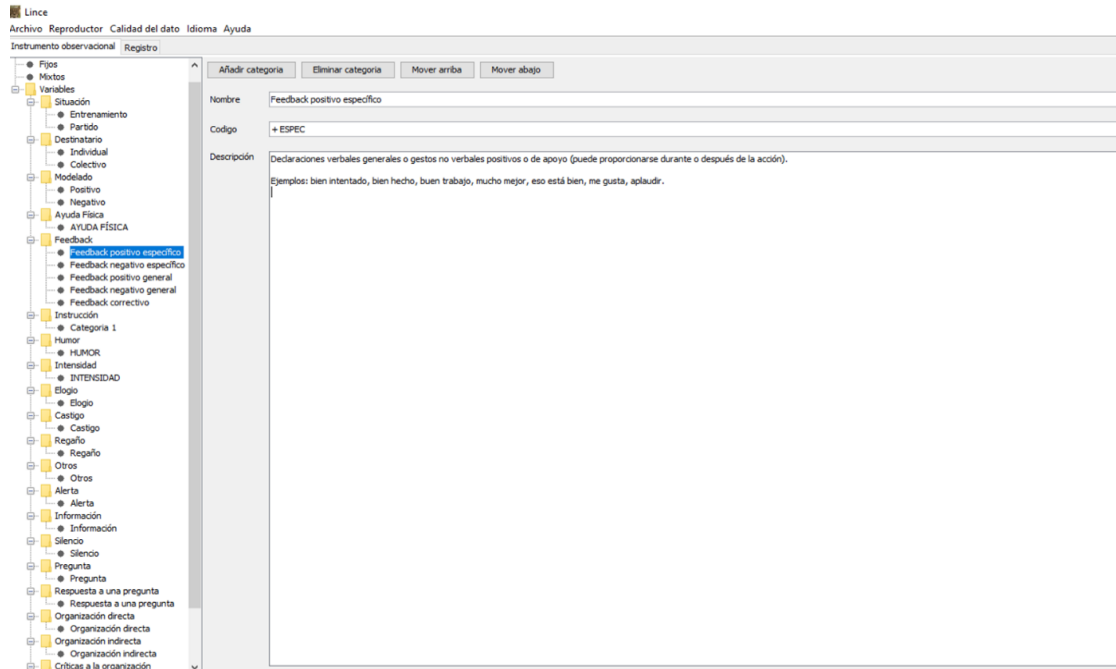 Lince
Archivo Reproductor Calidad del dato Idioma Ayuda
Instrumento observacional Registro
Fijos
Mixtos
Variables
Situación
Entrenamiento
Partido
Destinatario
Individual
Colectivo
Modelado
Positivo
Negativo
Ayuda Física
AYUDA FÍSICA
Feedback
Feedback positivo específico
Feedback negativo específico
Feedback positivo general
Feedback negativo general
Feedback correctivo
Instrucción
Categoria 1
Humor
HUMOR
Intensidad
INTENSIDAD
Elogio
Elogio
Castigo
Castigo
Regaño
Regaño
Otros
Otros
Alerta
Alerta
Información
Información
Silencio
Silencio
Pregunta
Pregunta
Respuesta a una pregunta
Respuesta a una pregunta
Organización directa
Organización directa
Organización indirecta
Organización indirecta
Críticas a la organización
Añadir categoria Eliminar categoria Mover arriba Mover abajo
Nombre Feedback positivo específico
Codigo + ESPEC
Descripción Declaraciones verbales generales o gestos no verbales positivos o de apoyo (puede proporcionarse durante o después de la acción).
Ejemplos: bien intentado, bien hecho, buen trabajo, mucho mejor, eso está bien, me gusta, aplaudir.